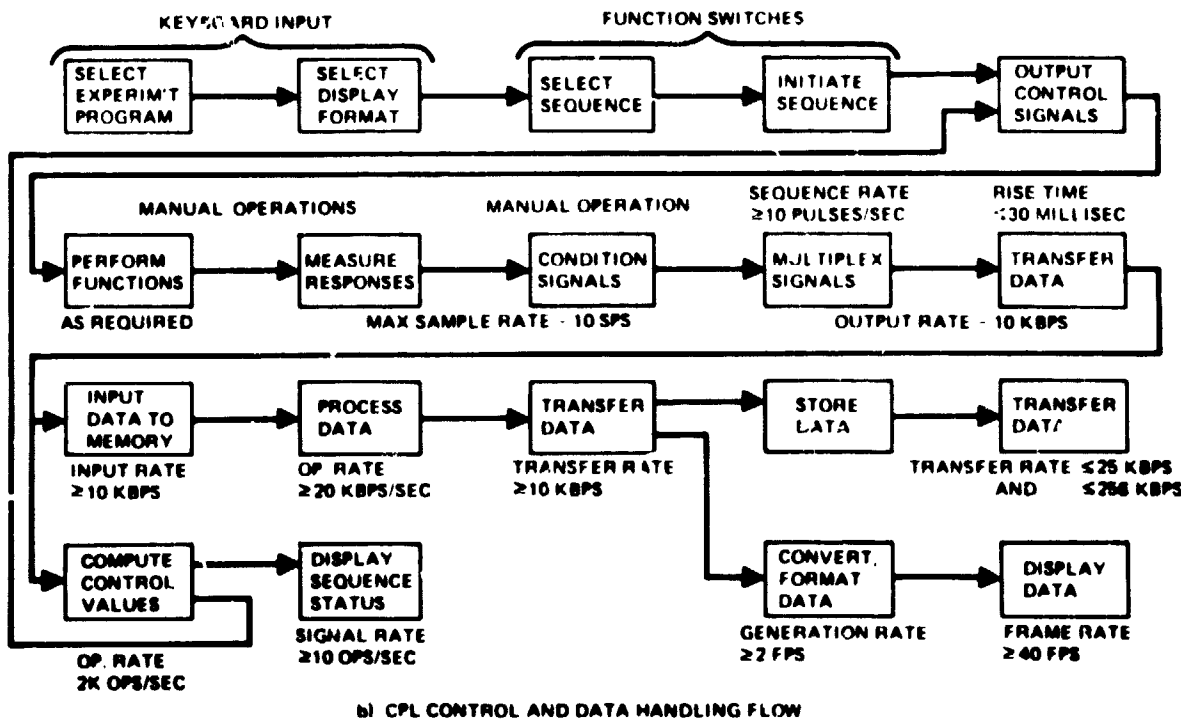 KEYBOARD INPUT
FUNCTION SWITCHES
SELECT
EXPERIM'T
PROGRAM
SELECT
DISPLAY
FORMAT
SELECT
SEQUENCE
INITIATE
SEQUENCE
OUTPUT
CONTROL
SIGNALS
MANUAL OPERATIONS
MANUAL OPERATION
SEQUENCE RATE
≥10 PULSES/SEC
RISE TIME
≤30 MILLISEC
PERFORM
FUNCTIONS
MEASURE
RESPONSES
CONDITION
SIGNALS
MULTIPLEX
SIGNALS
TRANSFER
DATA
AS REQUIRED
MAX SAMPLE RATE - 10 SPS
OUTPUT RATE - 10 KBPS
INPUT
DATA TO
MEMORY
PROCESS
DATA
TRANSFER
DATA
STORE
DATA
TRANSFER
DATA
INPUT RATE
≥10 KBPS
OP. RATE
≥20 KBPS/SEC
TRANSFER RATE
≥10 KBPS
TRANSFER RATE ≤25 KBPS
AND ≤256 KBPS
COMPUTE
CONTROL
VALUES
DISPLAY
SEQUENCE
STATUS
CONVERT,
FORMAT
DATA
DISPLAY
DATA
OP. RATE
2K OPS/SEC
SIGNAL RATE
≥10 OPS/SEC
GENERATION RATE
≥2 FPS
FRAME RATE
≥40 FPS
b) CPL CONTROL AND DATA HANDLING FLOW